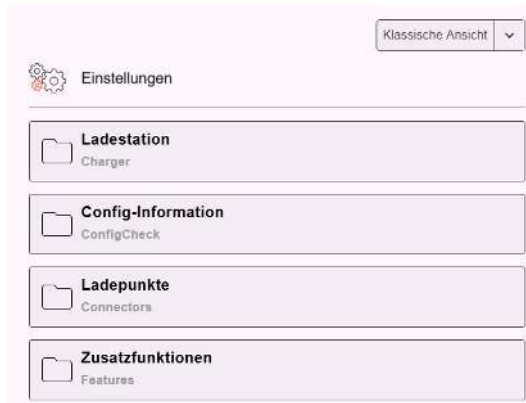 Klassische Ansicht
Einstellungen
Ladestation
Charger
Config-Information
ConfigCheck
Ladepunkte
Connectors
Zusatzfunktionen
Features